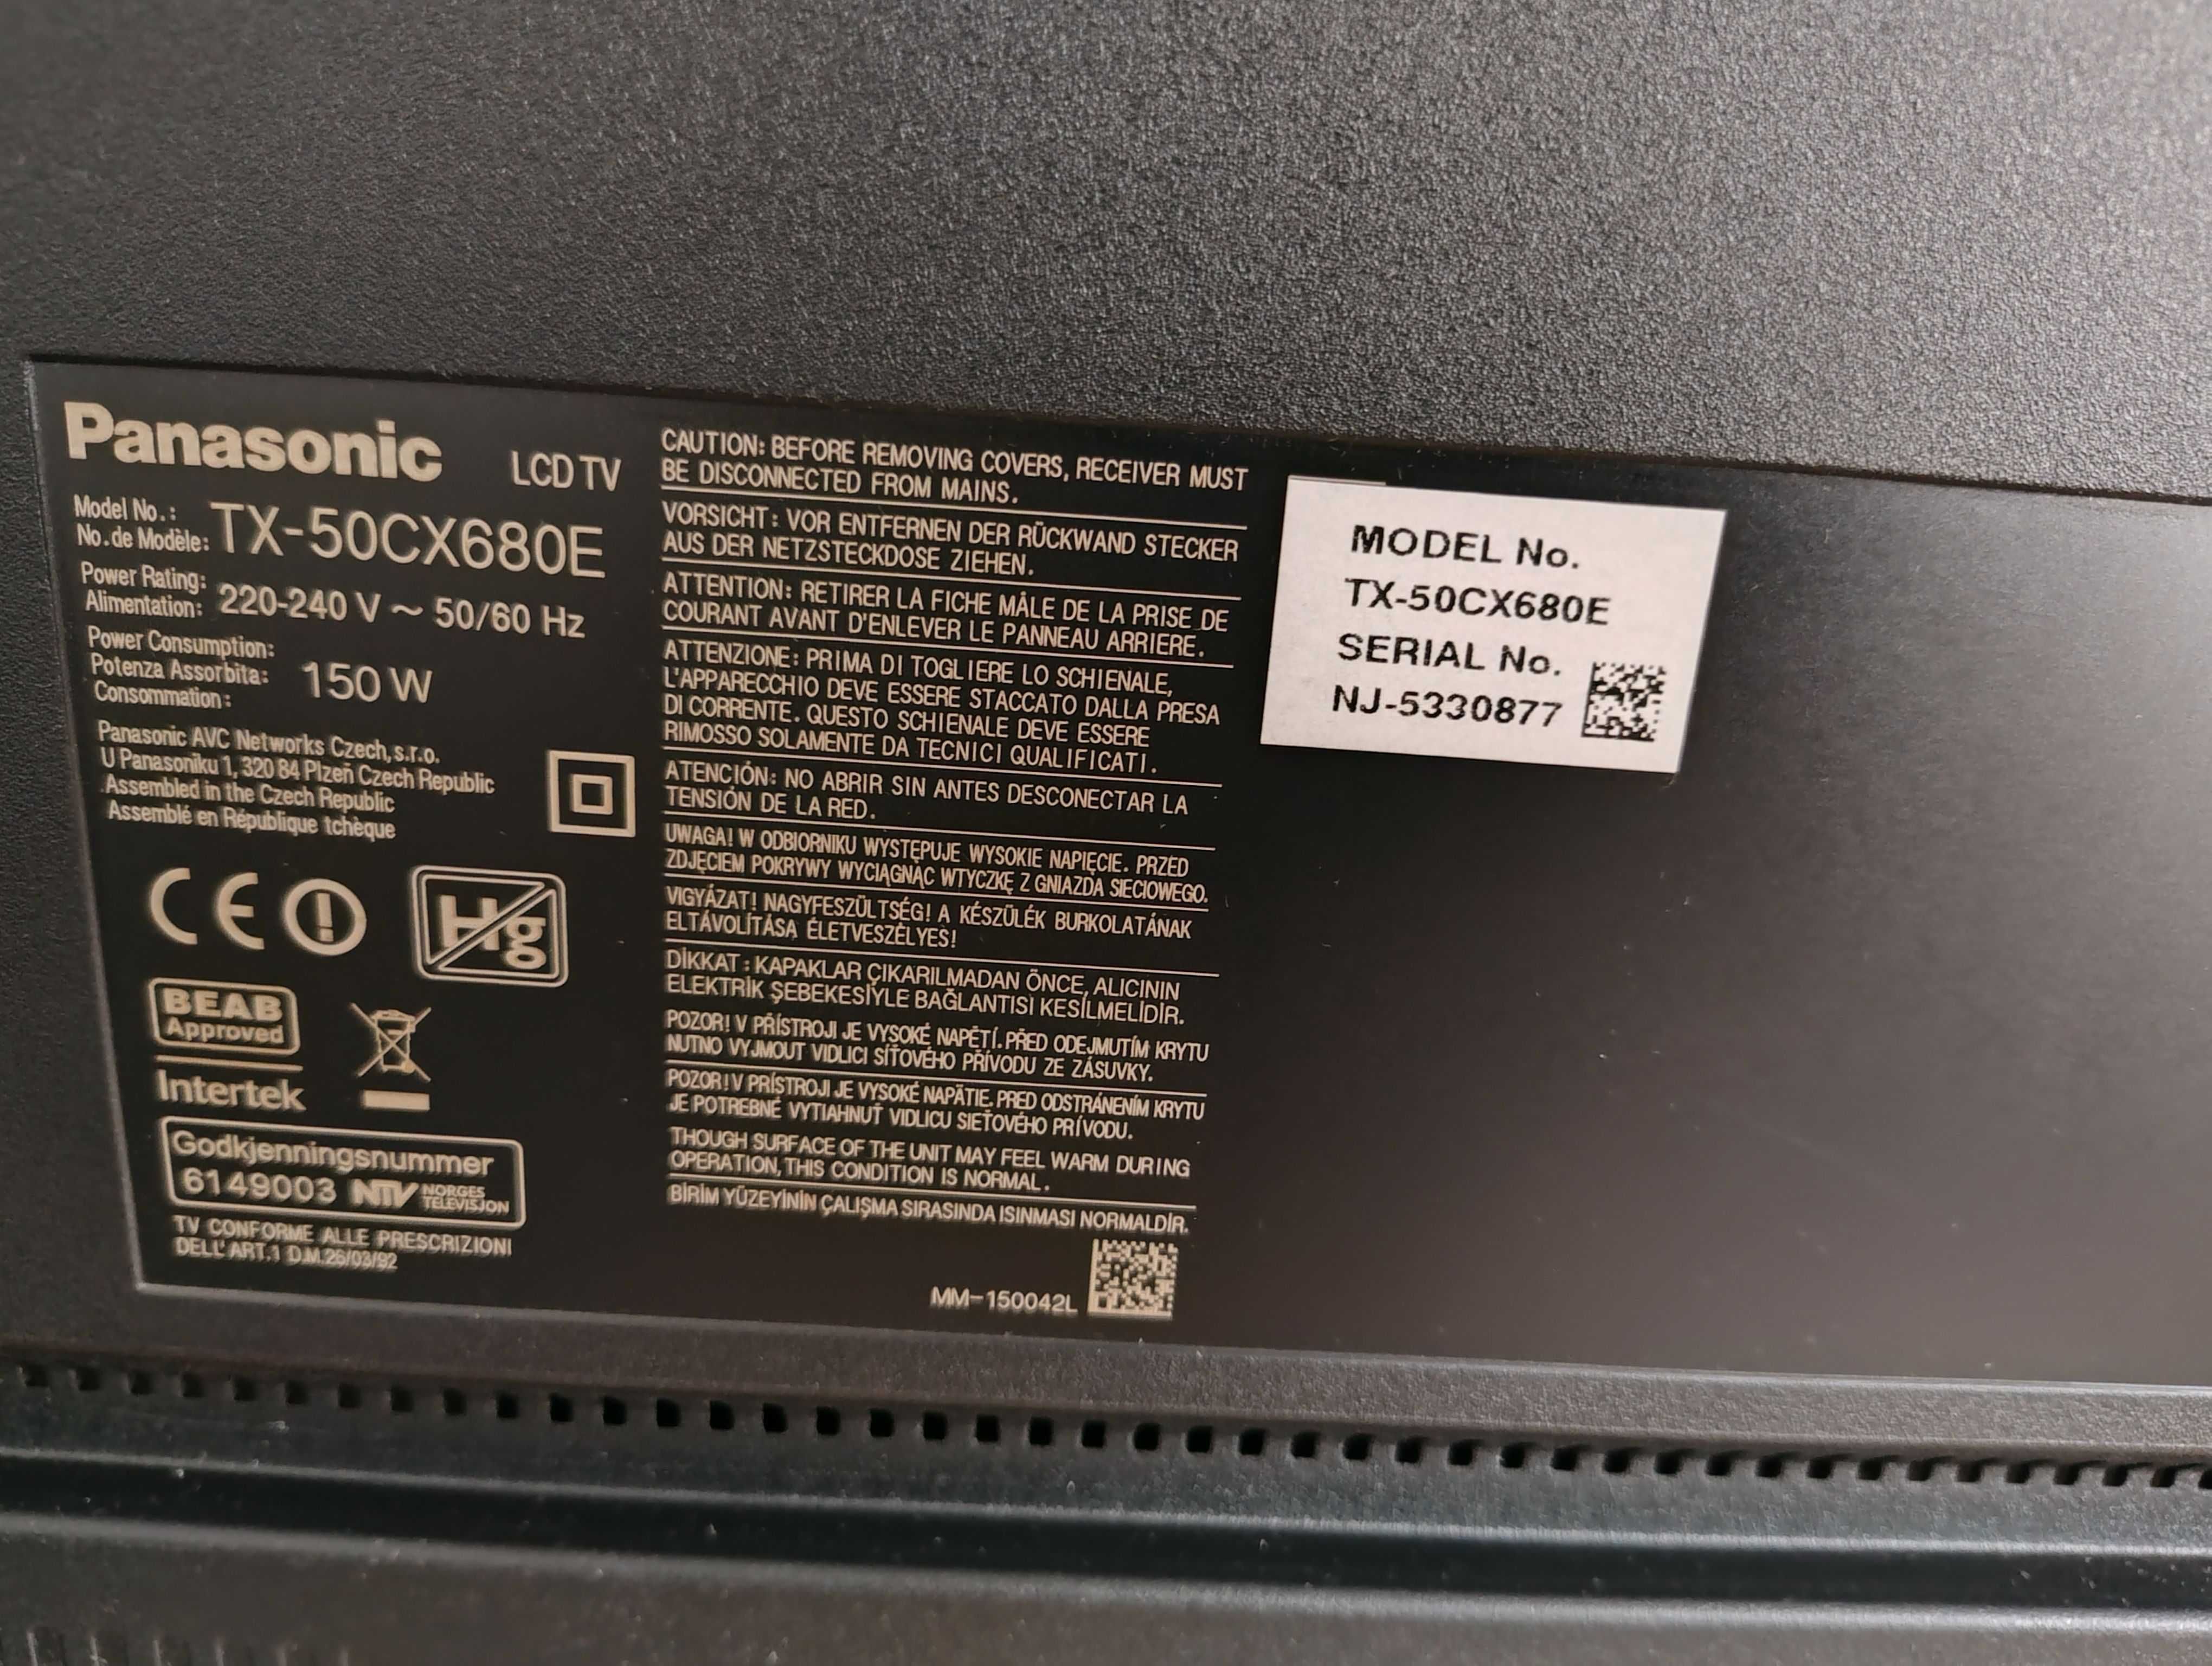 Panasonic LCD TV
Model No.:
No. de Modèle: TX-50CX680E
Power Rating:
Alimentation: 220-240 V ~ 50/60 Hz
Power Consumption:
Potenza Assorbita: 150 W
Consommation:
Panasonic AVC Networks Czech, s.r.o.
U Panasoniku 1, 320 84 Plzeň Czech Republic
Assembled in the Czech Republic
Assemblé en République tchèque
CE
Hg
BEAB
Approved
Intertek
Godkjenningsnummer
6149003 NTV NORGES
TELEVISJON
TV CONFORME ALLE PRESCRIZIONI
DELL'ART.1 D.M.26/03/92
CAUTION: BEFORE REMOVING COVERS, RECEIVER MUST
BE DISCONNECTED FROM MAINS.
VORSICHT: VOR ENTFERNEN DER RÜCKWAND STECKER
AUS DER NETZSTECKDOSE ZIEHEN.
ATTENTION: RETIRER LA FICHE MÂLE DE LA PRISE DE
COURANT AVANT D'ENLEVER LE PANNEAU ARRIERE.
ATTENZIONE: PRIMA DI TOGLIERE LO SCHIENALE,
L'APPARECCHIO DEVE ESSERE STACCATO DALLA PRESA
DI CORRENTE. QUESTO SCHIENALE DEVE ESSERE
RIMOSSO SOLAMENTE DA TECNICI QUALIFICATI.
ATENCIÓN: NO ABRIR SIN ANTES DESCONECTAR LA
TENSIÓN DE LA RED.
UWAGA! W ODBIORNIKU WYSTĘPUJE WYSOKIE NAPIĘCIE. PRZED
ZDJĘCIEM POKRYWY WYCIĄGNĄĆ WTYCZKĘ Z GNIAZDA SIECIOWEGO.
VIGYÁZAT! NAGYFESZÜLTSÉG! A KÉSZÜLÉK BURKOLATÁNAK
ELTÁVOLÍTÁSA ÉLETVESZÉLYES!
DİKKAT: KAPAKLAR ÇIKARILMADAN ÖNCE, ALICININ
ELEKTRİK ŞEBEKESİYLE BAĞLANTISI KESİLMELİDİR.
POZOR! V PŘÍSTROJI JE VYSOKÉ NAPĚTÍ. PŘED ODEJMUTÍM KRYTU
NUTNO VYJMOUT VIDLICI SÍŤOVÉHO PŘÍVODU ZE ZÁSUVKY.
POZOR! V PRÍSTROJI JE VYSOKÉ NAPÄTIE. PRED ODSTRÁNENÍM KRYTU
JE POTREBNÉ VYTIAHNUŤ VIDLICU SIEŤOVÉHO PRÍVODU.
THOUGH SURFACE OF THE UNIT MAY FEEL WARM DURING
OPERATION, THIS CONDITION IS NORMAL.
BİRİM YÜZEYİNİN ÇALIŞMA SIRASINDA ISINMASI NORMALDİR.
MM-150042L
MODEL No.
TX-50CX680E
SERIAL No.
NJ-5330877